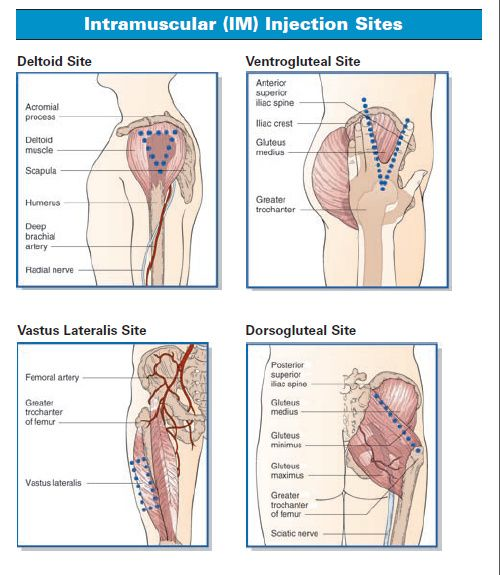 Intramuscular (IM) Injection Sites
Deltoid Site
Acromial
process
Deltoid
muscle
Scapula
Humerus
Deep
brachial
artery
Radial nerve
Ventrogluteal Site
Anterior
superior
iliac spine
Iliac crest
Gluteus
medius
Greater
trochanter
Vastus Lateralis Site
Femoral artery
Greater
trochanter
of femur
Vastus lateralis
Dorsogluteal Site
Posterior
superior
iliac spine
Gluteus
medius
Gluteus
minimus
Gluteus
maximus
Greater
trochanter
of femur
Sciatic nerve